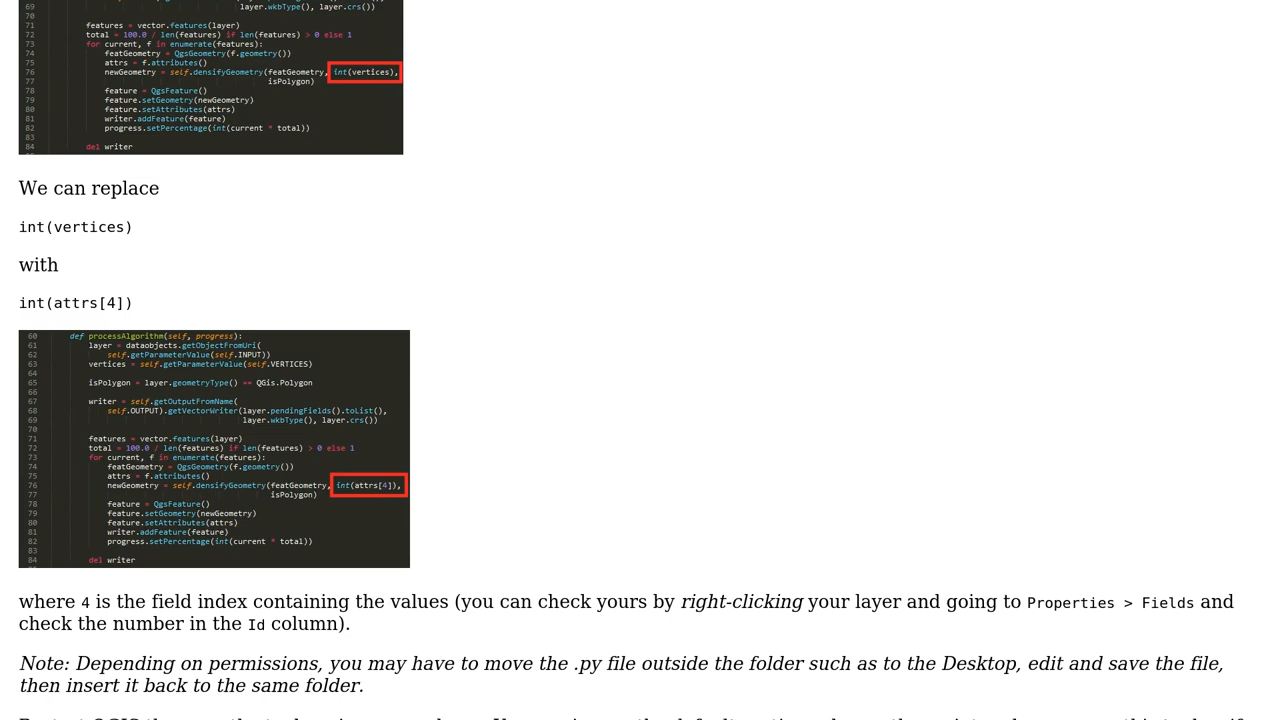 69 layer.wkbType(), layer.crs())
70
71 features = vector.features(layer)
72 total = 100.0 / len(features) if len(features) > 0 else 1
73 for current, f in enumerate(features):
74 featGeometry = QgsGeometry(f.geometry())
75 attrs = f.attributes()
76 newGeometry = self.densifyGeometry(featGeometry, int(vertices),
77 isPolygon)
78 feature = QgsFeature()
79 feature.setGeometry(newGeometry)
80 feature.setAttributes(attrs)
81 writer.addFeature(feature)
82 progress.setPercentage(int(current * total))
83
84 del writer
We can replace
int(vertices)
with
int(attrs[4])
60 def processAlgorithm(self, progress):
61 layer = dataobjects.getObjectFromUri(
62 self.getParameterValue(self.INPUT))
63 vertices = self.getParameterValue(self.VERTICES)
64
65 isPolygon = layer.geometryType() == QGis.Polygon
66
67 writer = self.getOutputFromName(
68 self.OUTPUT).getVectorWriter(layer.pendingFields().toList(),
69 layer.wkbType(), layer.crs())
70
71 features = vector.features(layer)
72 total = 100.0 / len(features) if len(features) > 0 else 1
73 for current, f in enumerate(features):
74 featGeometry = QgsGeometry(f.geometry())
75 attrs = f.attributes()
76 newGeometry = self.densifyGeometry(featGeometry, int(attrs[4]),
77 isPolygon)
78 feature = QgsFeature()
79 feature.setGeometry(newGeometry)
80 feature.setAttributes(attrs)
81 writer.addFeature(feature)
82 progress.setPercentage(int(current * total))
83
84 del writer
where 4 is the field index containing the values (you can check yours by right-clicking your layer and going to Properties > Fields and
check the number in the Id column).
Note: Depending on permissions, you may have to move the .py file outside the folder such as to the Desktop, edit and save the file,
then insert it back to the same folder.